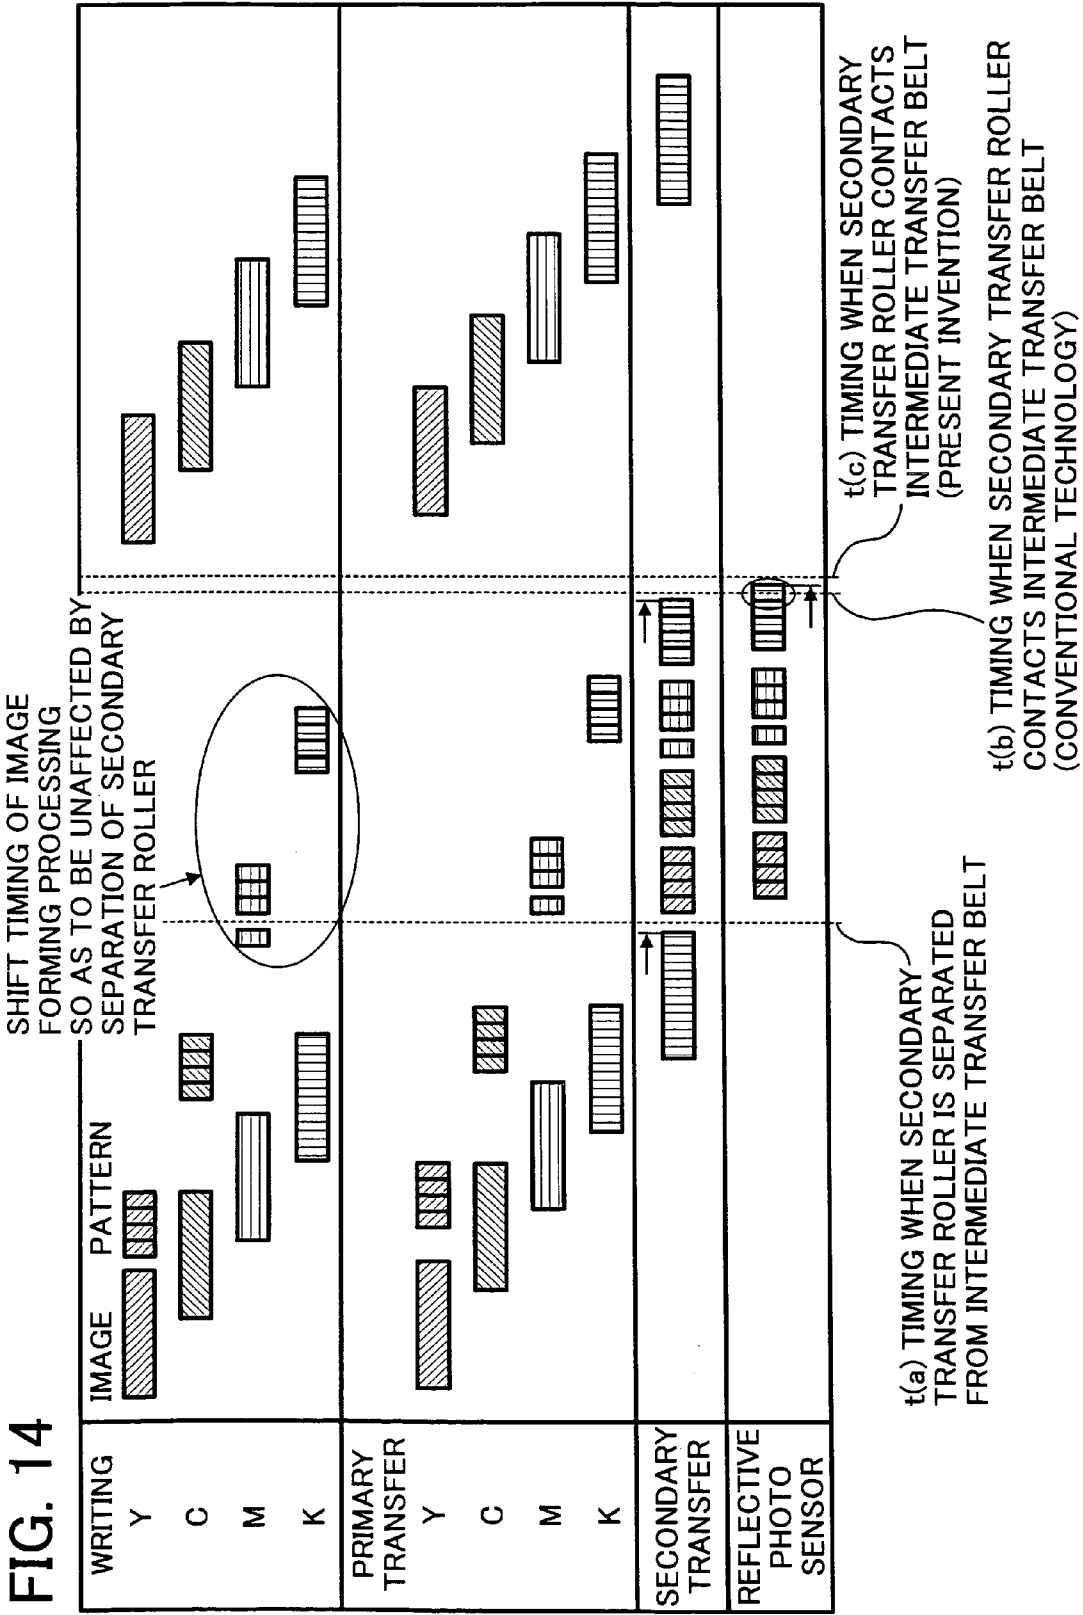 FIG. 14
SHIFT TIMING OF IMAGE
FORMING PROCESSING
SO AS TO BE UNAFFECTED BY
SEPARATION OF SECONDARY
TRANSFER ROLLER
WRITING
IMAGE PATTERN
Y
C
M
K
PRIMARY
TRANSFER
Y
C
M
K
SECONDARY
TRANSFER
REFLECTIVE
PHOTO
SENSOR
t(a) TIMING WHEN SECONDARY
TRANSFER ROLLER IS SEPARATED
FROM INTERMEDIATE TRANSFER BELT
t(c) TIMING WHEN SECONDARY
TRANSFER ROLLER CONTACTS
INTERMEDIATE TRANSFER BELT
(PRESENT INVENTION)
t(b) TIMING WHEN SECONDARY TRANSFER ROLLER
CONTACTS INTERMEDIATE TRANSFER BELT
(CONVENTIONAL TECHNOLOGY)